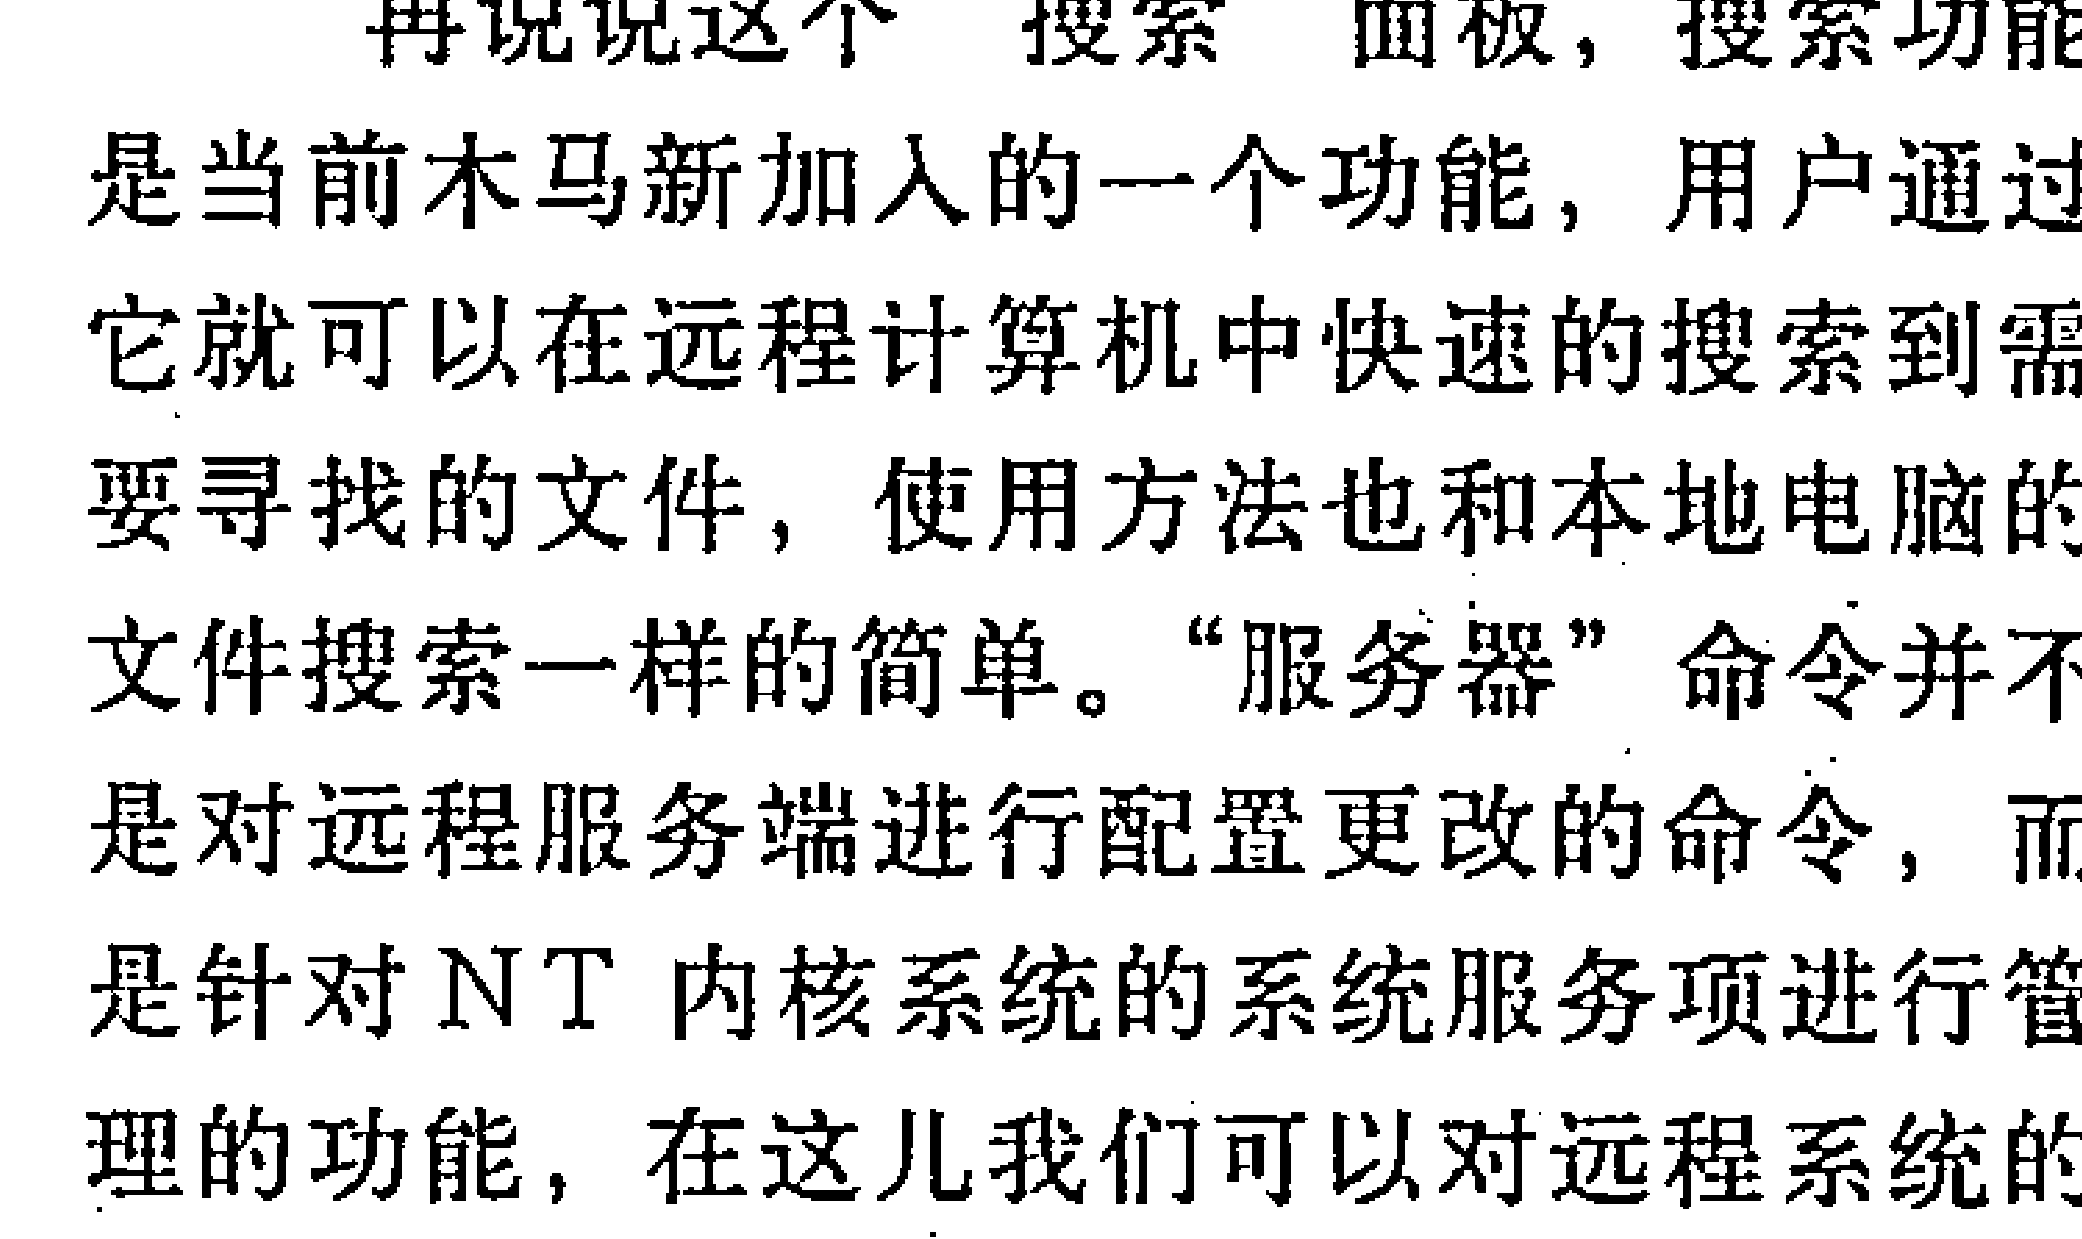 再说说这个 搜索 面板，搜索功能
是当前木马新加入的一个功能，用户通过
它就可以在远程计算机中快速的搜索到需
要寻找的文件，使用方法也和本地电脑的
文件搜索一样的简单。“服务器”命令并不
是对远程服务端进行配置更改的命令，而
是针对NT 内核系统的系统服务项进行管
理的功能，在这儿我们可以对远程系统的